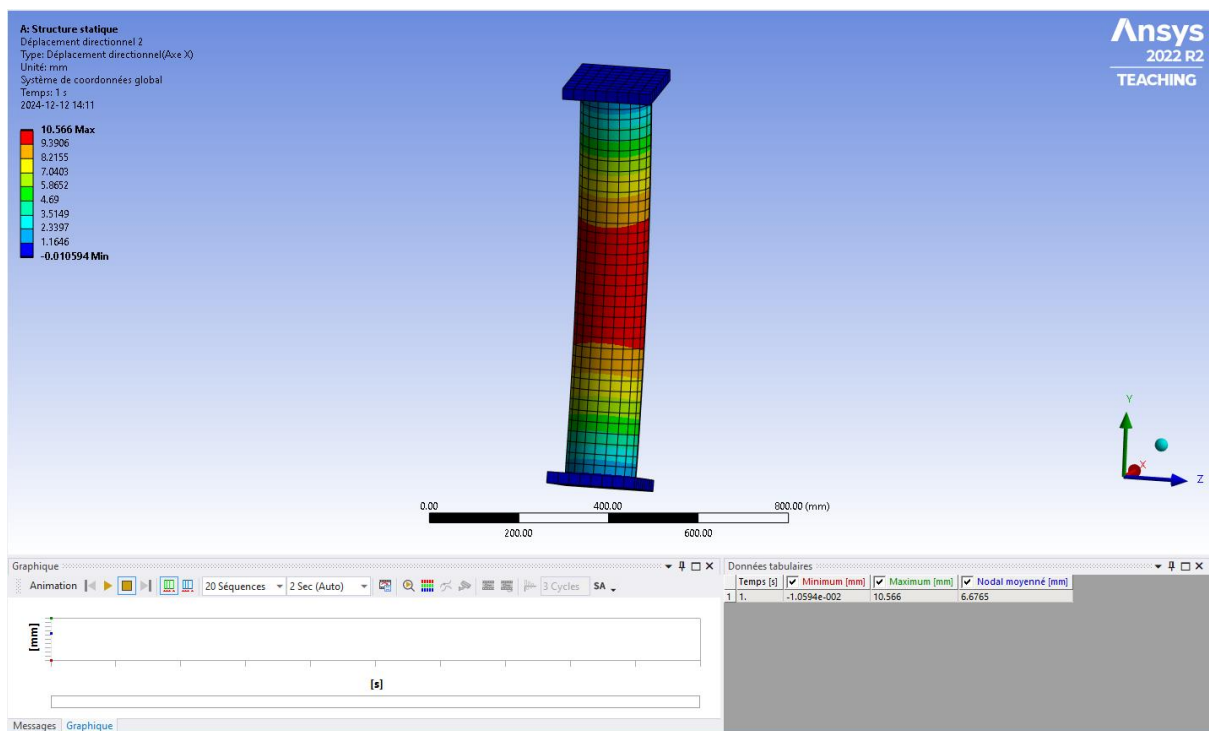 A: Structure statique
Déplacement directionnel 2
Type: Déplacement directionnel(Axe X)
Unité: mm
Système de coordonnées global
Temps: 1 s
2024-12-12 14:11
10.566 Max
9.3906
8.2155
7.0403
5.8652
4.69
3.5149
2.3397
1.1646
-0.010594 Min
Ansys
2022 R2
TEACHING
Y
X
Z
0.00 400.00 800.00 (mm)
200.00 600.00
Graphique
Animation 20 Séquences 2 Sec (Auto) 3 Cycles SA
[mm]
[s]
Messages Graphique
Données tabulaires
Temps [s] Minimum [mm] Maximum [mm] Nodal moyenné [mm]
1 1. -1.0594e-002 10.566 6.6765